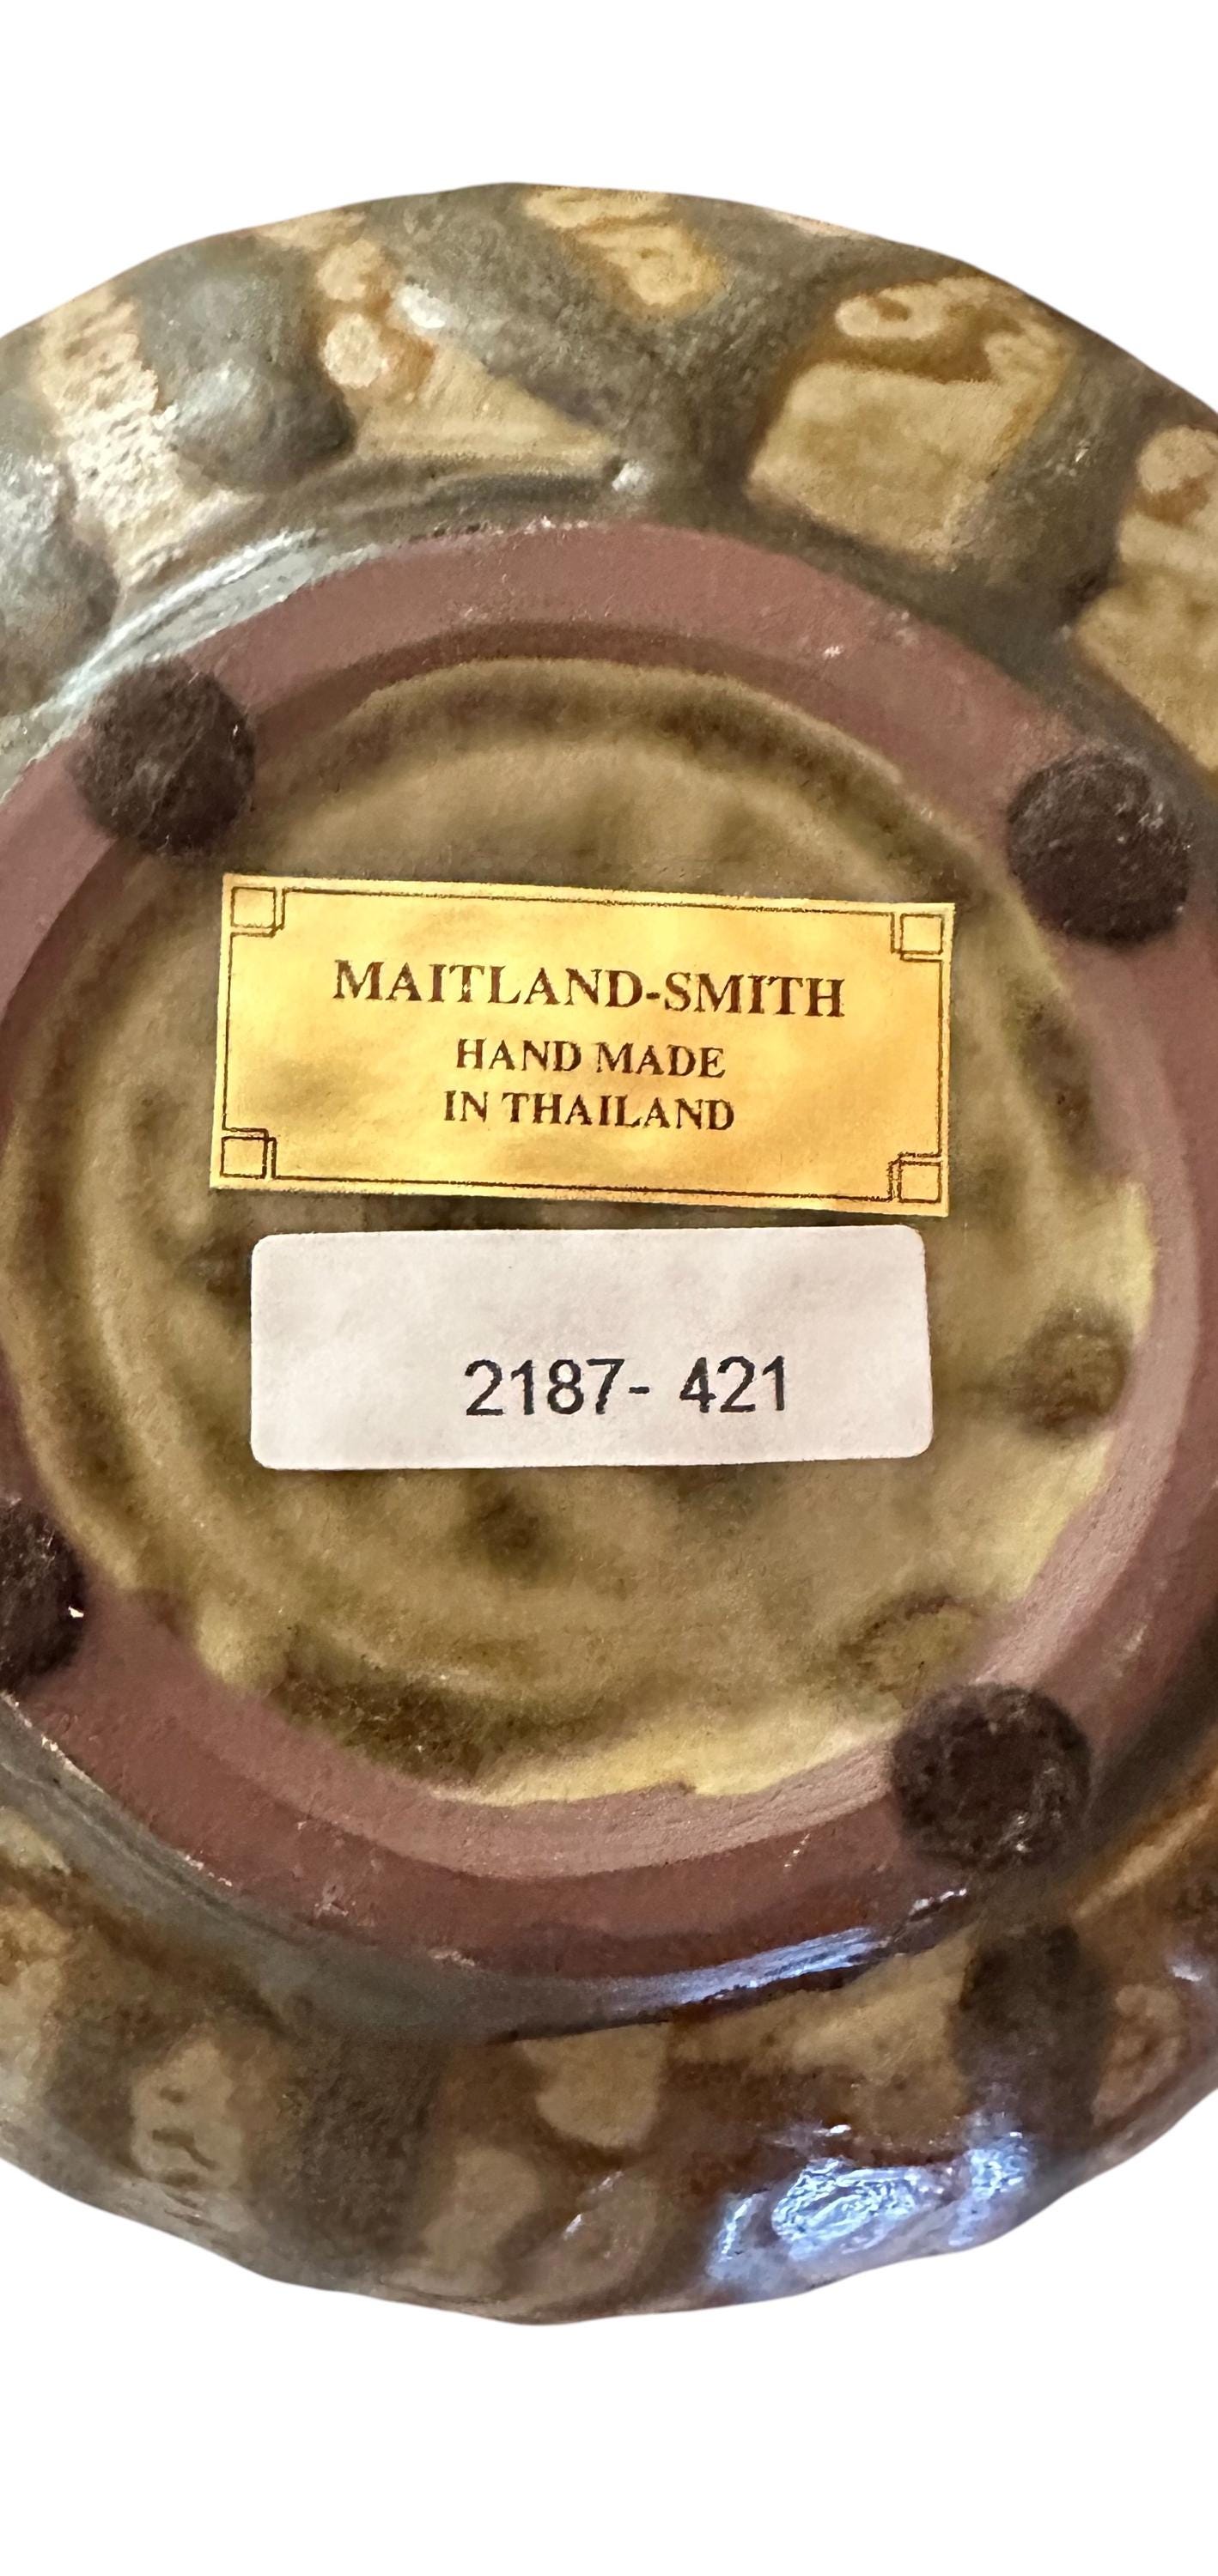 MAITLAND-SMITH
HAND MADE
IN THAILAND
2187- 421